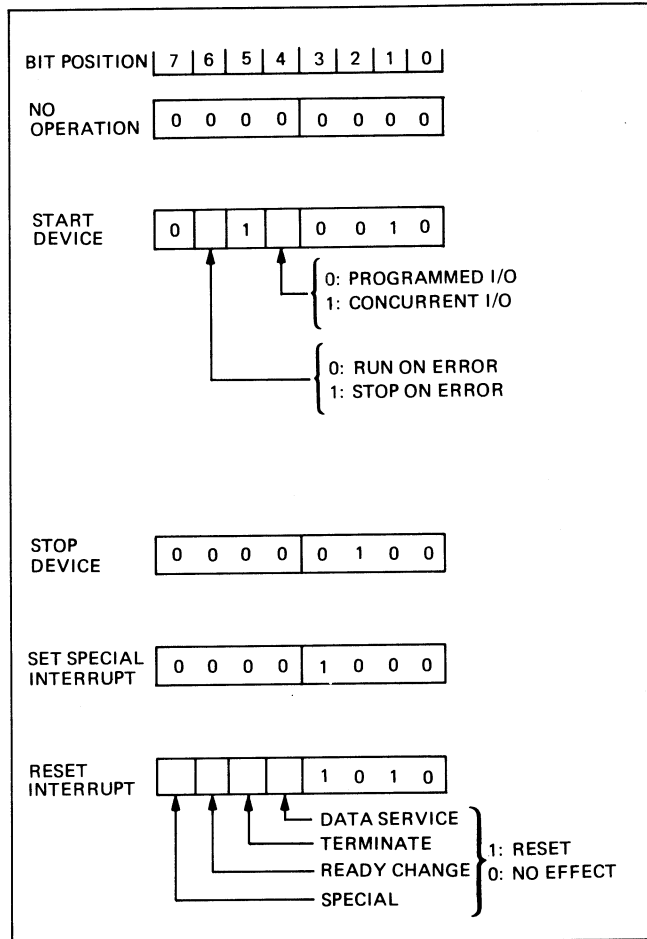 BIT POSITION 7 6 5 4 3 2 1 0
NO
OPERATION 0 0 0 0 0 0 0 0
START
DEVICE 0 1 0 0 1 0
0: PROGRAMMED I/O
1: CONCURRENT I/O
0: RUN ON ERROR
1: STOP ON ERROR
STOP
DEVICE 0 0 0 0 0 1 0 0
SET SPECIAL
INTERRUPT 0 0 0 0 1 0 0 0
RESET
INTERRUPT 1 0 1 0
DATA SERVICE
TERMINATE
READY CHANGE
SPECIAL
1: RESET
0: NO EFFECT